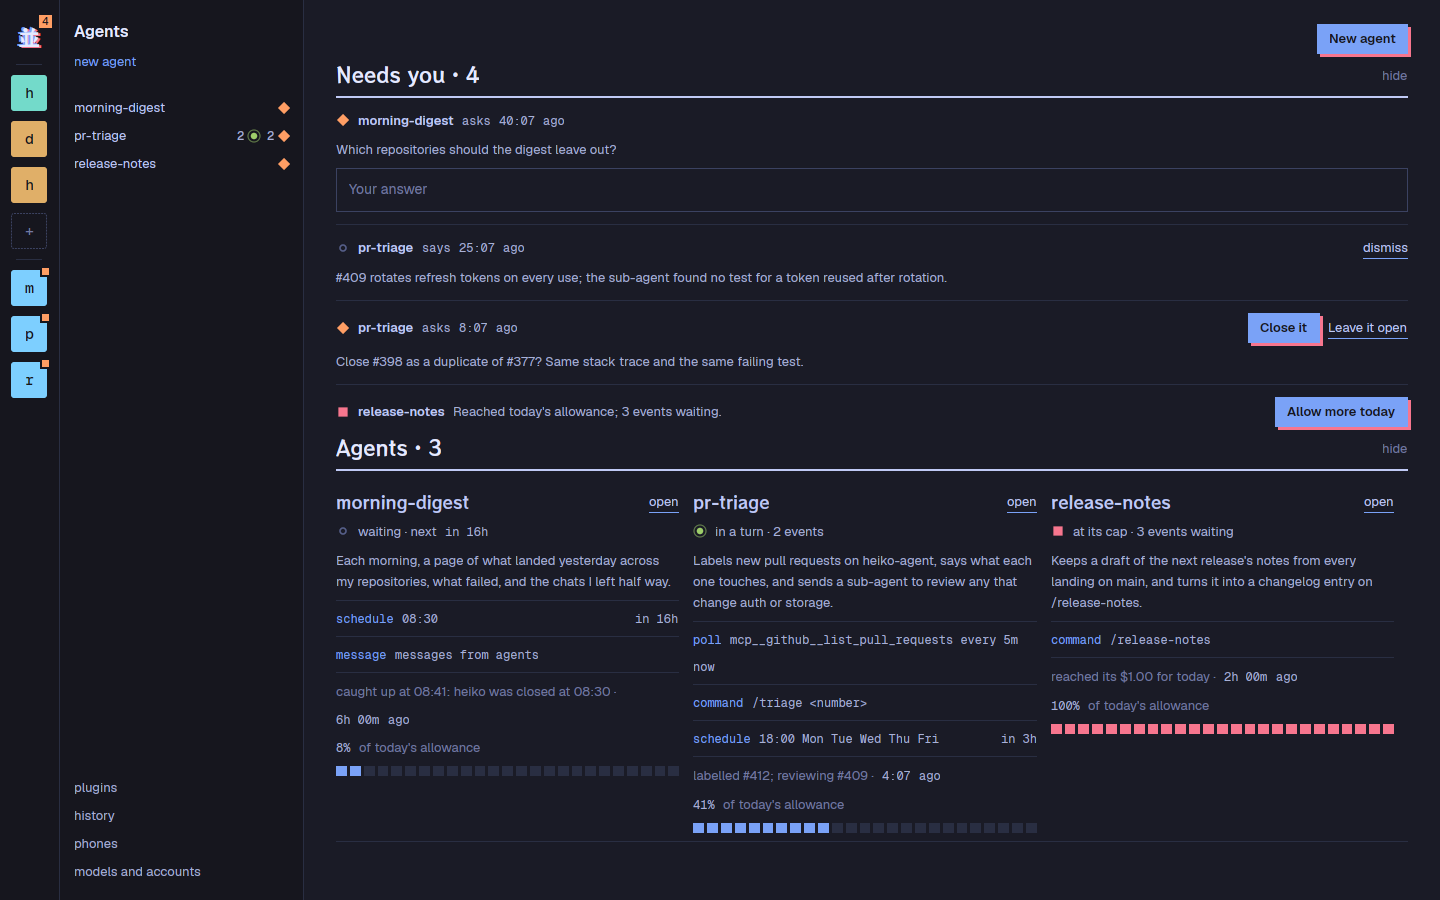 4
h
d
h
+
m
p
r
Agents
new agent
morning-digest
pr-triage 2 2
release-notes
plugins
history
phones
models and accounts
New agent
Needs you • 4 hide
morning-digest asks 40:07 ago
Which repositories should the digest leave out?
Your answer
pr-triage says 25:07 ago dismiss
#409 rotates refresh tokens on every use; the sub-agent found no test for a token reused after rotation.
pr-triage asks 8:07 ago Close it Leave it open
Close #398 as a duplicate of #377? Same stack trace and the same failing test.
release-notes Reached today's allowance; 3 events waiting. Allow more today
Agents • 3 hide
morning-digest open
waiting · next in 16h
Each morning, a page of what landed yesterday across
my repositories, what failed, and the chats I left half way.
schedule 08:30 in 16h
message messages from agents
caught up at 08:41: heiko was closed at 08:30 ·
6h 00m ago
8% of today's allowance
pr-triage open
in a turn · 2 events
Labels new pull requests on heiko-agent, says what each
one touches, and sends a sub-agent to review any that
change auth or storage.
poll mcp__github__list_pull_requests every 5m
now
command /triage <number>
schedule 18:00 Mon Tue Wed Thu Fri in 3h
labelled #412; reviewing #409 · 4:07 ago
41% of today's allowance
release-notes open
at its cap · 3 events waiting
Keeps a draft of the next release's notes from every
landing on main, and turns it into a changelog entry on
/release-notes.
command /release-notes
reached its $1.00 for today · 2h 00m ago
100% of today's allowance